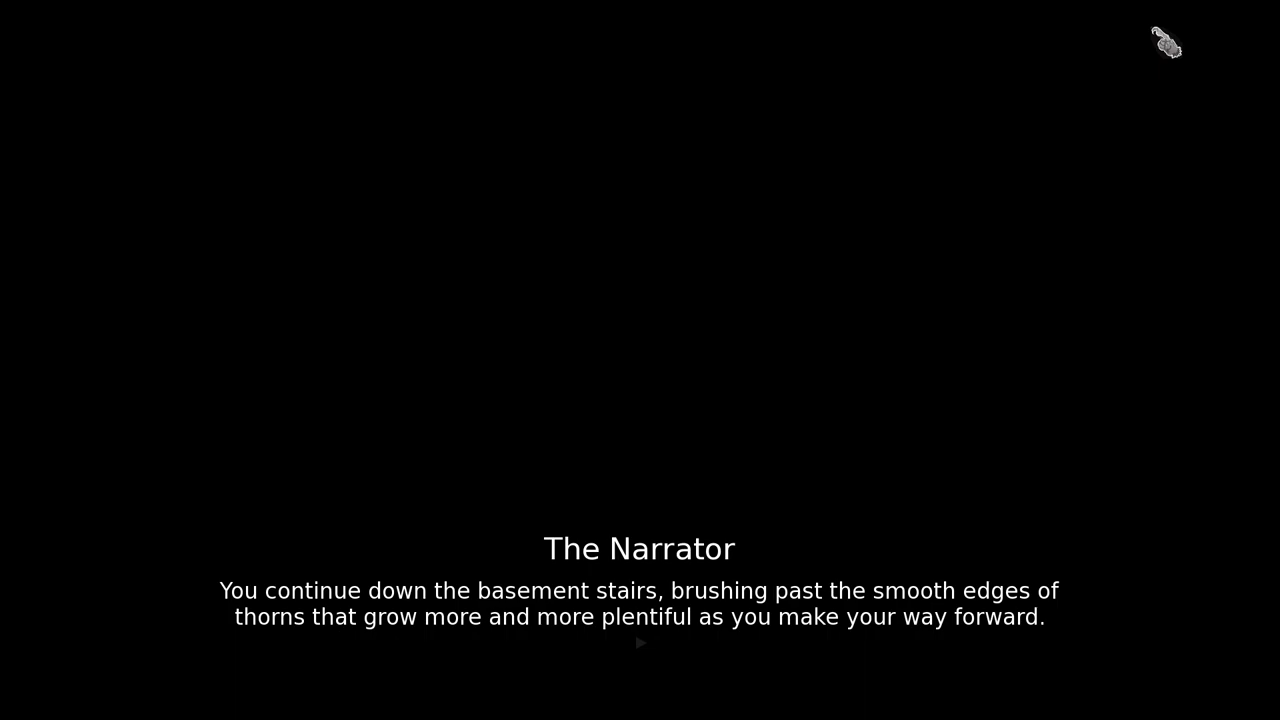 The Narrator
You continue down the basement stairs, brushing past the smooth edges of
thorns that grow more and more plentiful as you make your way forward.